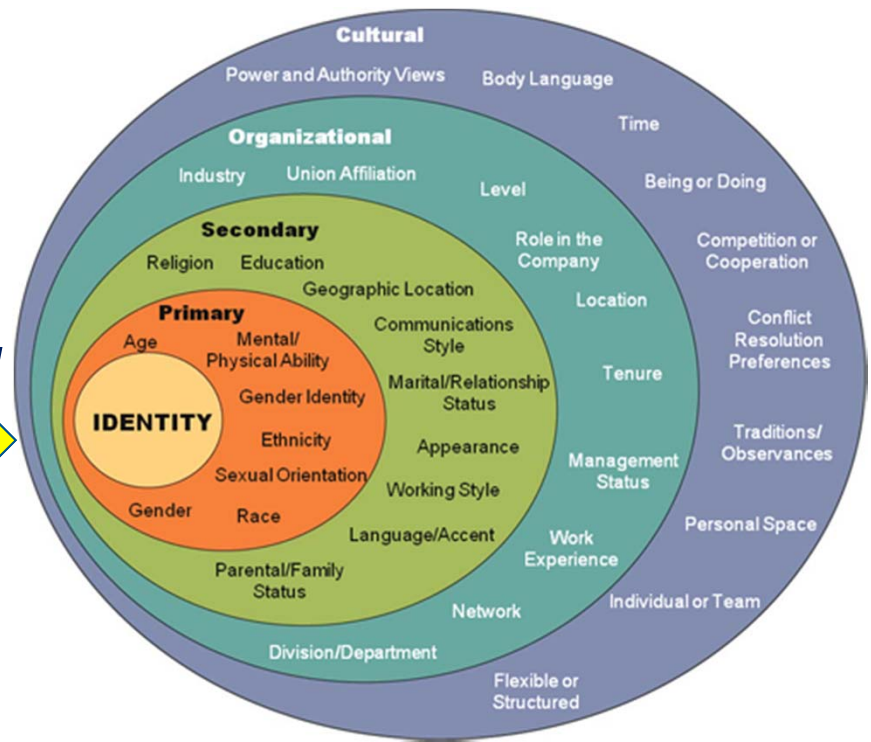 Cultural
Power and Authority Views
Body Language
Time
Being or Doing
Competition or
Cooperation
Conflict
Resolution
Preferences
Traditions/
Observances
Personal Space
Individual or Team
Flexible or
Structured
Organizational
Industry
Union Affiliation
Level
Role in the
Company
Location
Tenure
Management
Status
Work
Experience
Network
Division/Department
Secondary
Religion
Education
Geographic Location
Communications
Style
Marital/Relationship
Status
Appearance
Working Style
Language/Accent
Parental/Family
Status
Primary
Age
Mental/
Physical Ability
Gender Identity
Ethnicity
Sexual Orientation
Race
Gender
IDENTITY